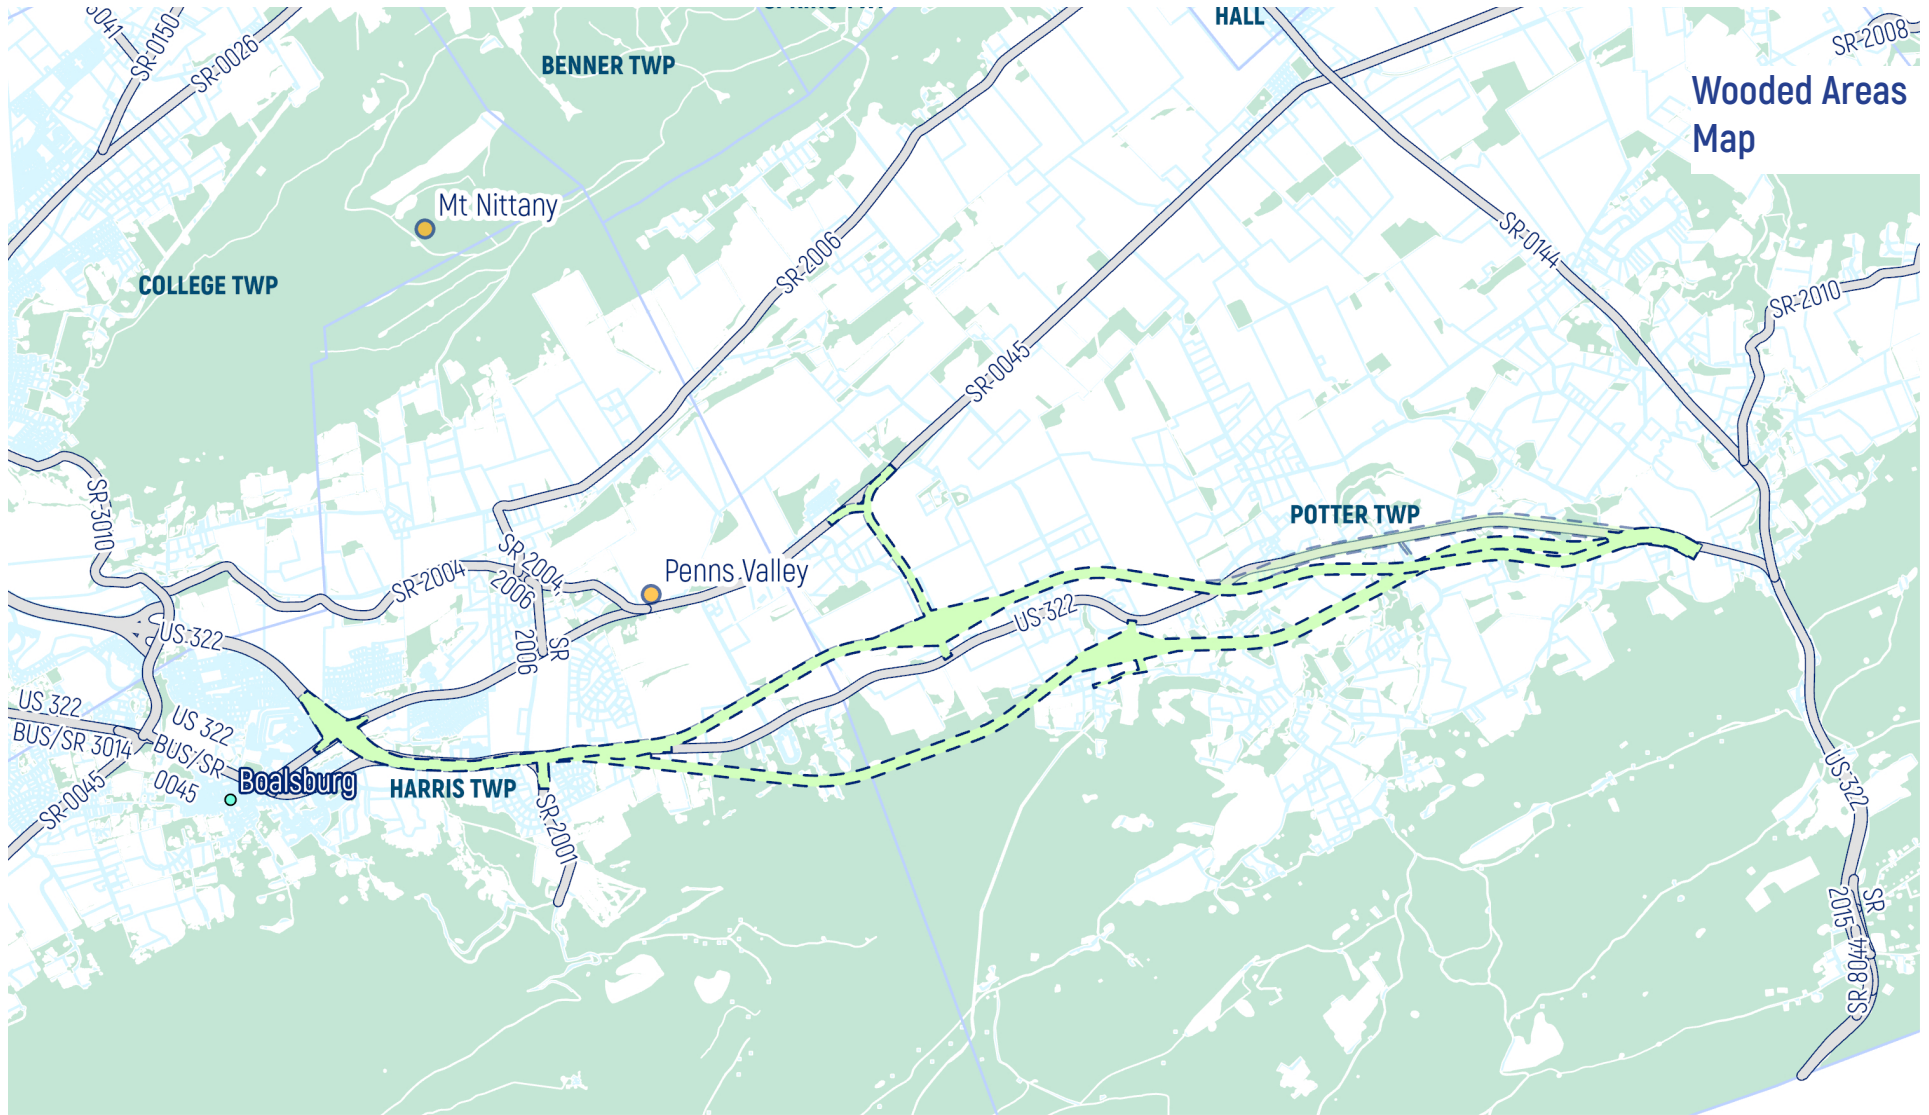 HALL
SR-2008
5041
SR-0150
SR-0026
BENNER TWP
Wooded Areas
Map
Mt Nittany
SR-2006
SR-0144
COLLEGE TWP
SR-2010
SR-0045
SR-3010
POTTER TWP
SR-2004
SR-2004,
2006
Penns Valley
US 322
SR
2006
US 322
US 322
BUS/SR 3014
US 322
BUS/SR
0045
SR-0045
Boalsburg
HARRIS TWP
SR-2001
US 322
SR
2015
SR-8044